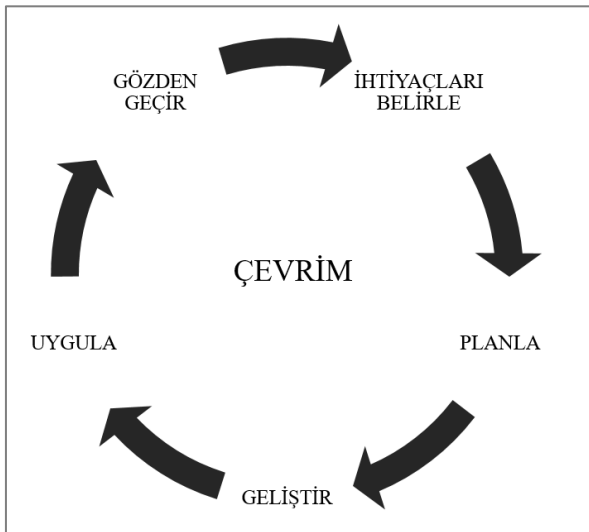 GÖZDEN
GEÇİR
İHTİYAÇLARI
BELİRLE
ÇEVRİM
UYGULA
PLANLA
GELİŞTİR